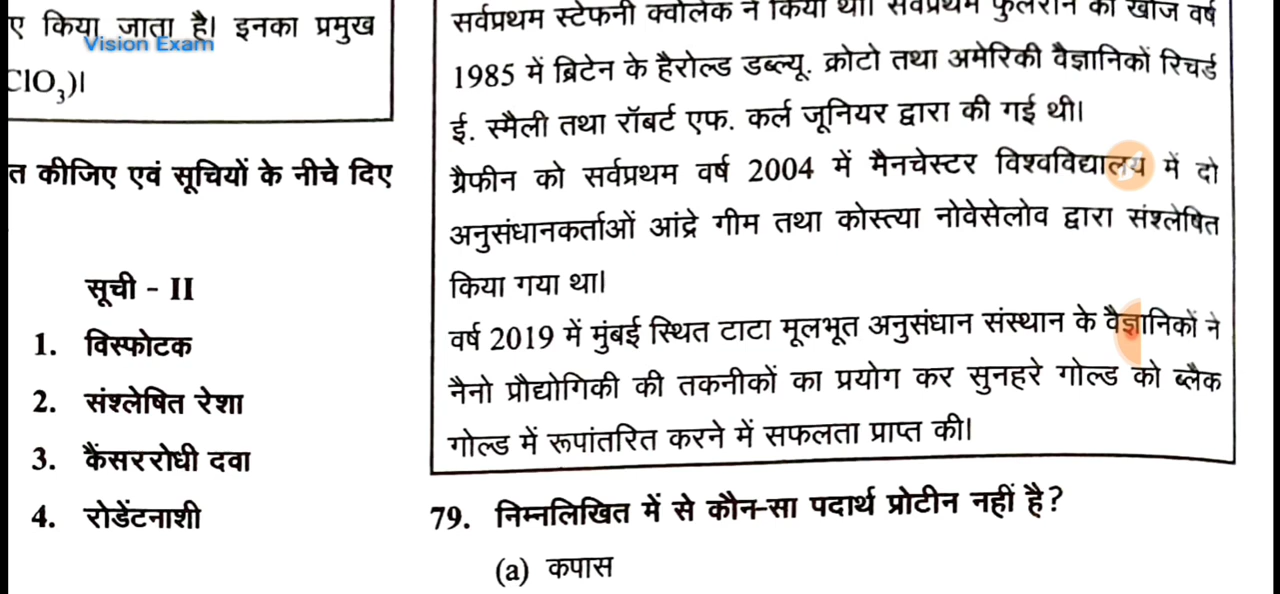 ए किया जाता है। इनका प्रमुख
Vision Exam
ClO₃)।
त कीजिए एवं सूचियों के नीचे दिए
सूची - II
1. विस्फोटक
2. संश्लेषित रेशा
3. कैंसररोधी दवा
4. रोडेंटनाशी
सर्वप्रथम स्टेफनी क्वोलेक ने किया था। सर्वप्रथम फुलरीन की खोज वर्ष
1985 में ब्रिटेन के हैरोल्ड डब्ल्यू. क्रोटो तथा अमेरिकी वैज्ञानिकों रिचर्ड
ई. स्मैली तथा रॉबर्ट एफ. कर्ल जूनियर द्वारा की गई थी।
ग्रैफीन को सर्वप्रथम वर्ष 2004 में मैनचेस्टर विश्वविद्यालय में दो
अनुसंधानकर्ताओं आंद्रे गीम तथा कोस्त्या नोवेसेलोव द्वारा संश्लेषित
किया गया था।
वर्ष 2019 में मुंबई स्थित टाटा मूलभूत अनुसंधान संस्थान के वैज्ञानिकों ने
नैनो प्रौद्योगिकी की तकनीकों का प्रयोग कर सुनहरे गोल्ड को ब्लैक
गोल्ड में रूपांतरित करने में सफलता प्राप्त की।
79. निम्नलिखित में से कौन-सा पदार्थ प्रोटीन नहीं है?
(a) कपास